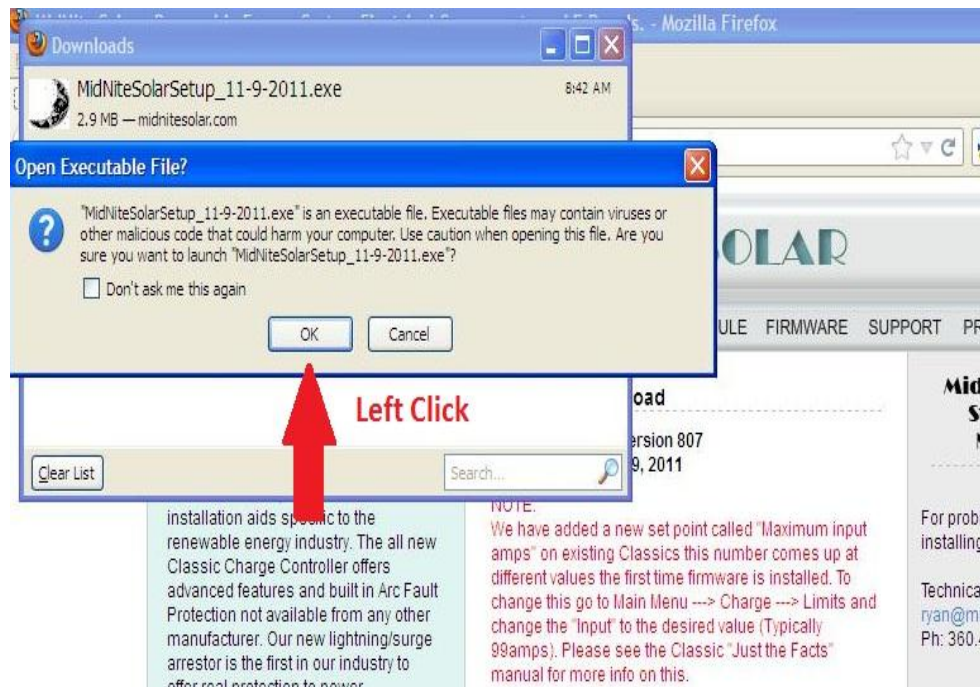 s. - Mozilla Firefox
Downloads
MidNiteSolarSetup_11-9-2011.exe
8:42 AM
2.9 MB — midnitesolar.com
Open Executable File?
"MidNiteSolarSetup_11-9-2011.exe" is an executable file. Executable files may contain viruses or
other malicious code that could harm your computer. Use caution when opening this file. Are you
sure you want to launch "MidNiteSolarSetup_11-9-2011.exe"?
Don't ask me this again
OK
Cancel
Left Click
Clear List
Search...
OLAR
ULE FIRMWARE SUPPORT PR
oad
ersion 807
9, 2011
installation aids to the
renewable energy industry. The all new
Classic Charge Controller offers
advanced features and built in Arc Fault
Protection not available from any other
manufacturer. Our new lightning/surge
arrestor is the first in our industry to
offer real protection to power
NOTE:
We have added a new set point called "Maximum input
amps" on existing Classics this number comes up at
different values the first time firmware is installed. To
change this go to Main Menu ---> Charge ---> Limits and
change the "Input" to the desired value (Typically
99amps). Please see the Classic "Just the Facts"
manual for more info on this.
Mid
S
For prob
installing
Technica
ryan@m
Ph: 360.